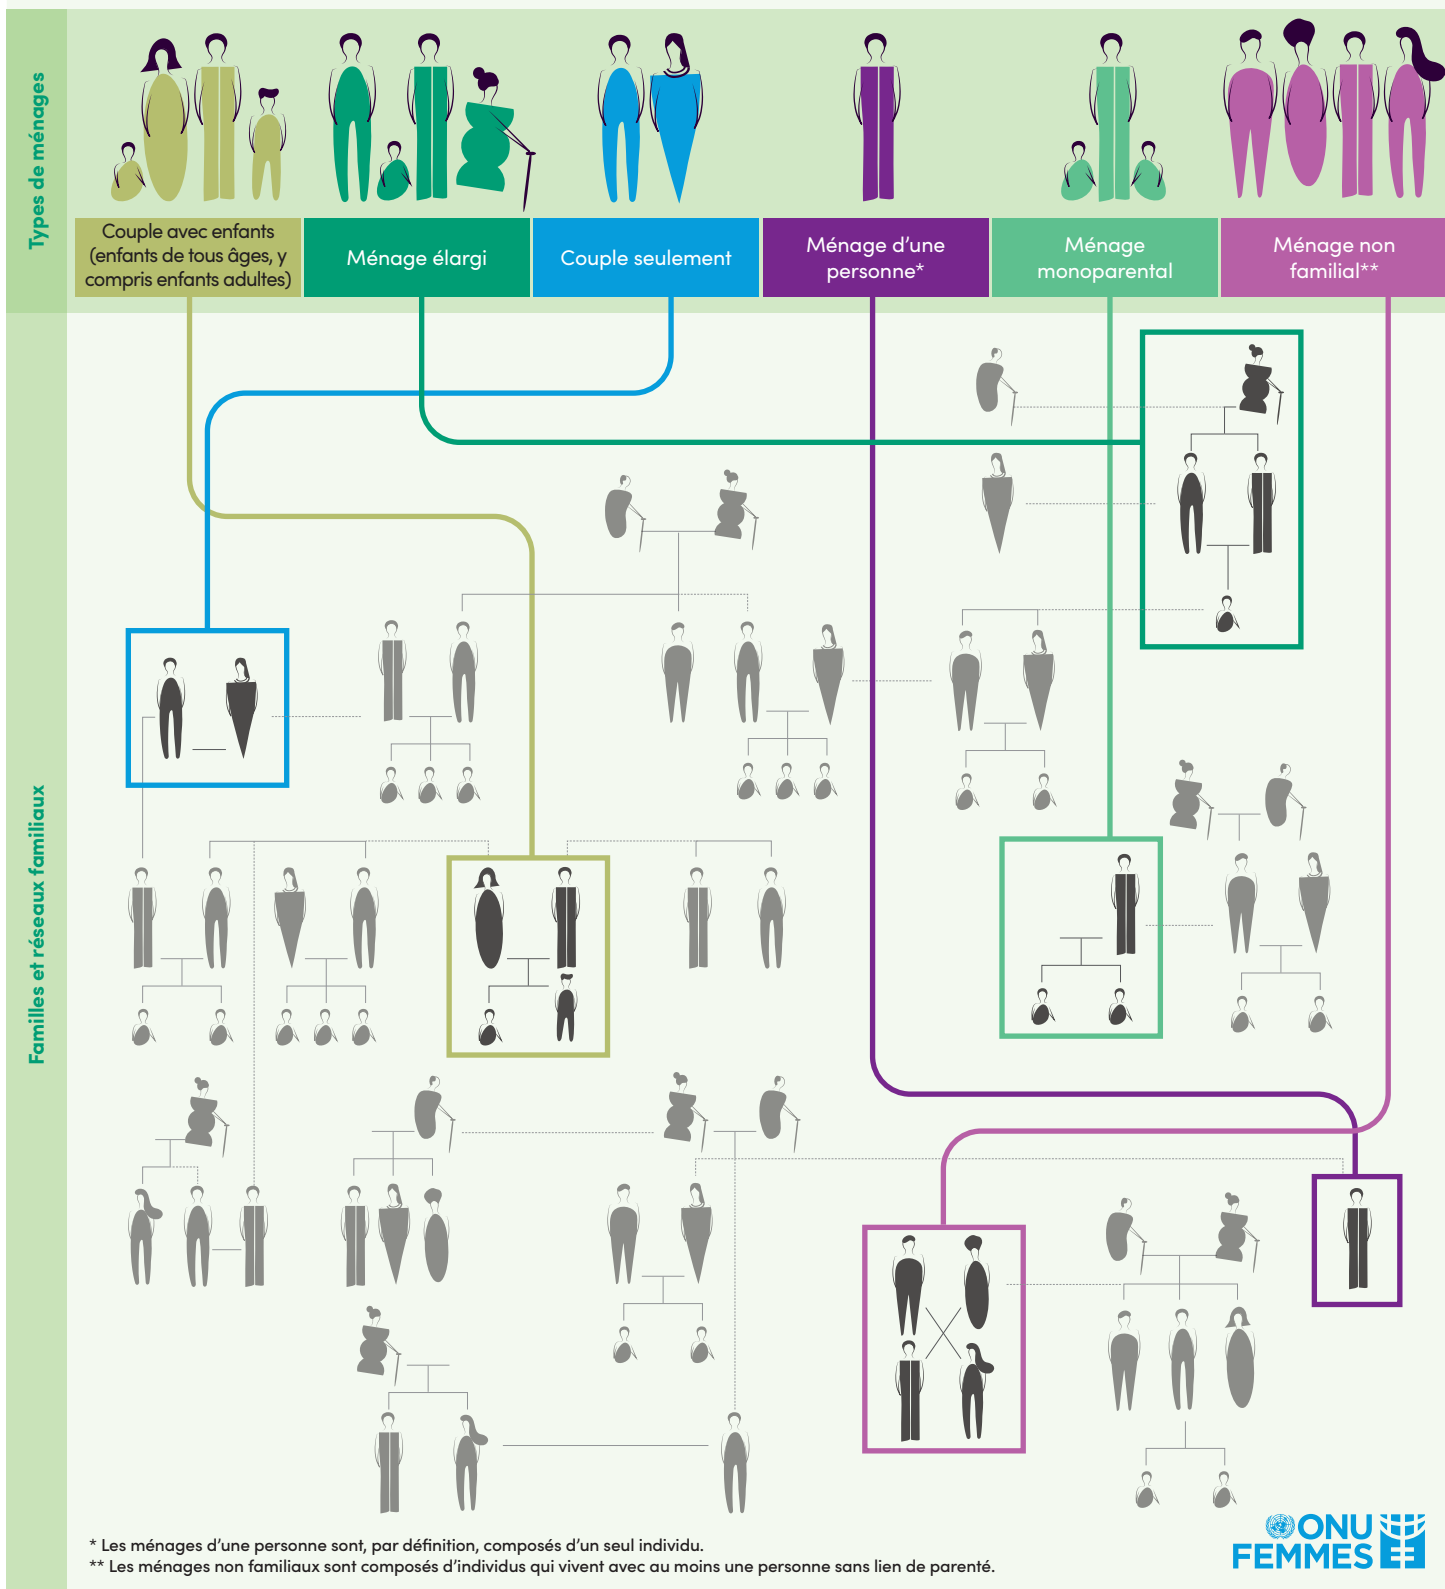 Types de ménages
Couple avec enfants
(enfants de tous âges, y
compris enfants adultes)
Ménage élargi
Couple seulement
Ménage d’une
personne*
Ménage
monoparental
Ménage non
familial**
Familles et réseaux familiaux
* Les ménages d’une personne sont, par définition, composés d’un seul individu.
** Les ménages non familiaux sont composés d’individus qui vivent avec au moins une personne sans lien de parenté.
ONU
FEMMES